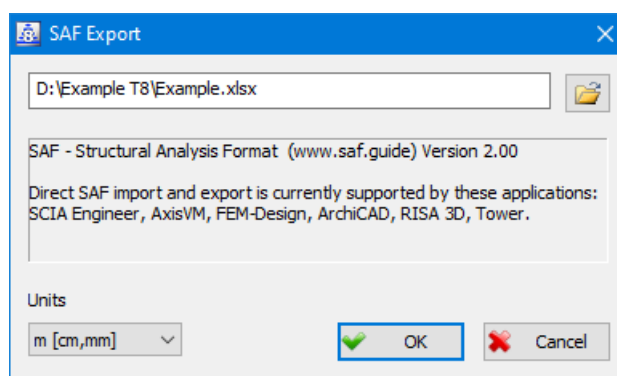 SAF Export
D:\Example T8\Example.xlsx
SAF - Structural Analysis Format (www.saf.guide) Version 2.00
Direct SAF import and export is currently supported by these applications:
SCIA Engineer, AxisVM, FEM-Design, ArchiCAD, RISA 3D, Tower.
Units
m [cm,mm]
OK
Cancel